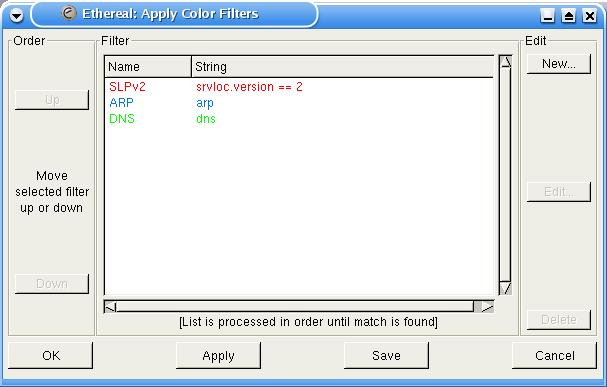 Ethereal: Apply Color Filters
Order
Filter
Edit
Name String
New...
SLPv2 srvloc.version == 2
Up
ARP arp
DNS dns
Move
selected filter
up or down
Edit...
Down
[List is processed in order until match is found]
Delete
OK Apply Save Cancel